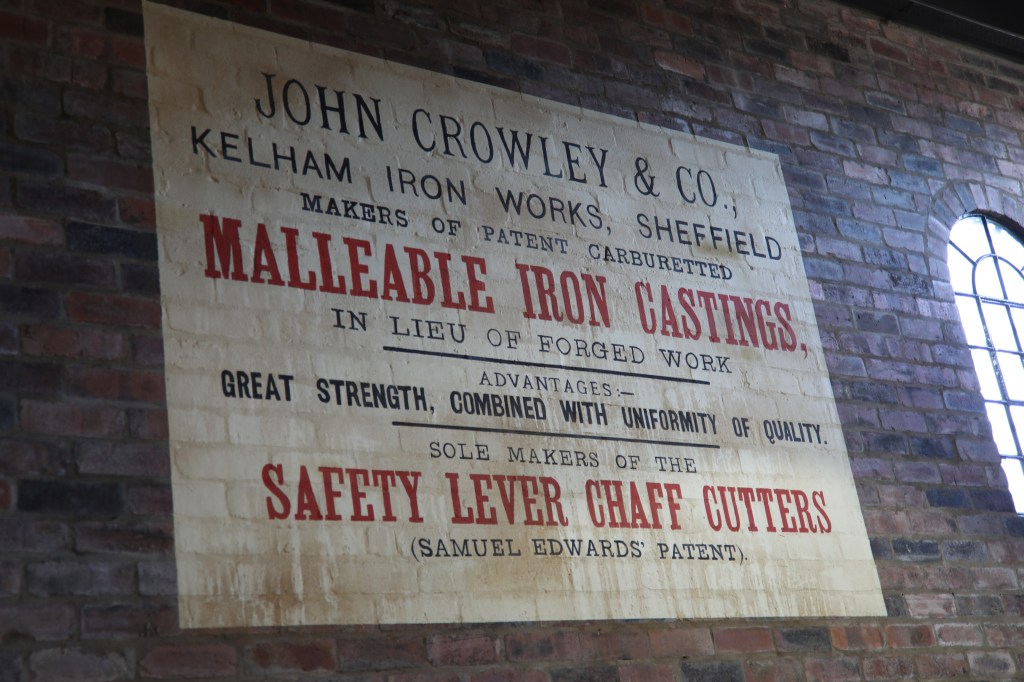 JOHN CROWLEY & CO.,
KELHAM IRON WORKS, SHEFFIELD
MAKERS OF PATENT CARBURETTED
MALLEABLE IRON CASTINGS,
IN LIEU OF FORGED WORK
ADVANTAGES:—
GREAT STRENGTH, COMBINED WITH UNIFORMITY OF QUALITY.
SOLE MAKERS OF THE
SAFETY LEVER CHAFF CUTTERS
(SAMUEL EDWARDS' PATENT).